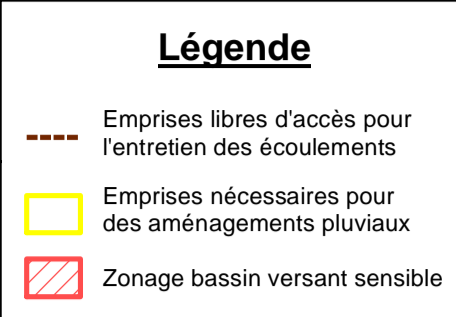 Légende
Emprises libres d'accès pour
l'entretien des écoulements
Emprises nécessaires pour
des aménagements pluviaux
Zonage bassin versant sensible